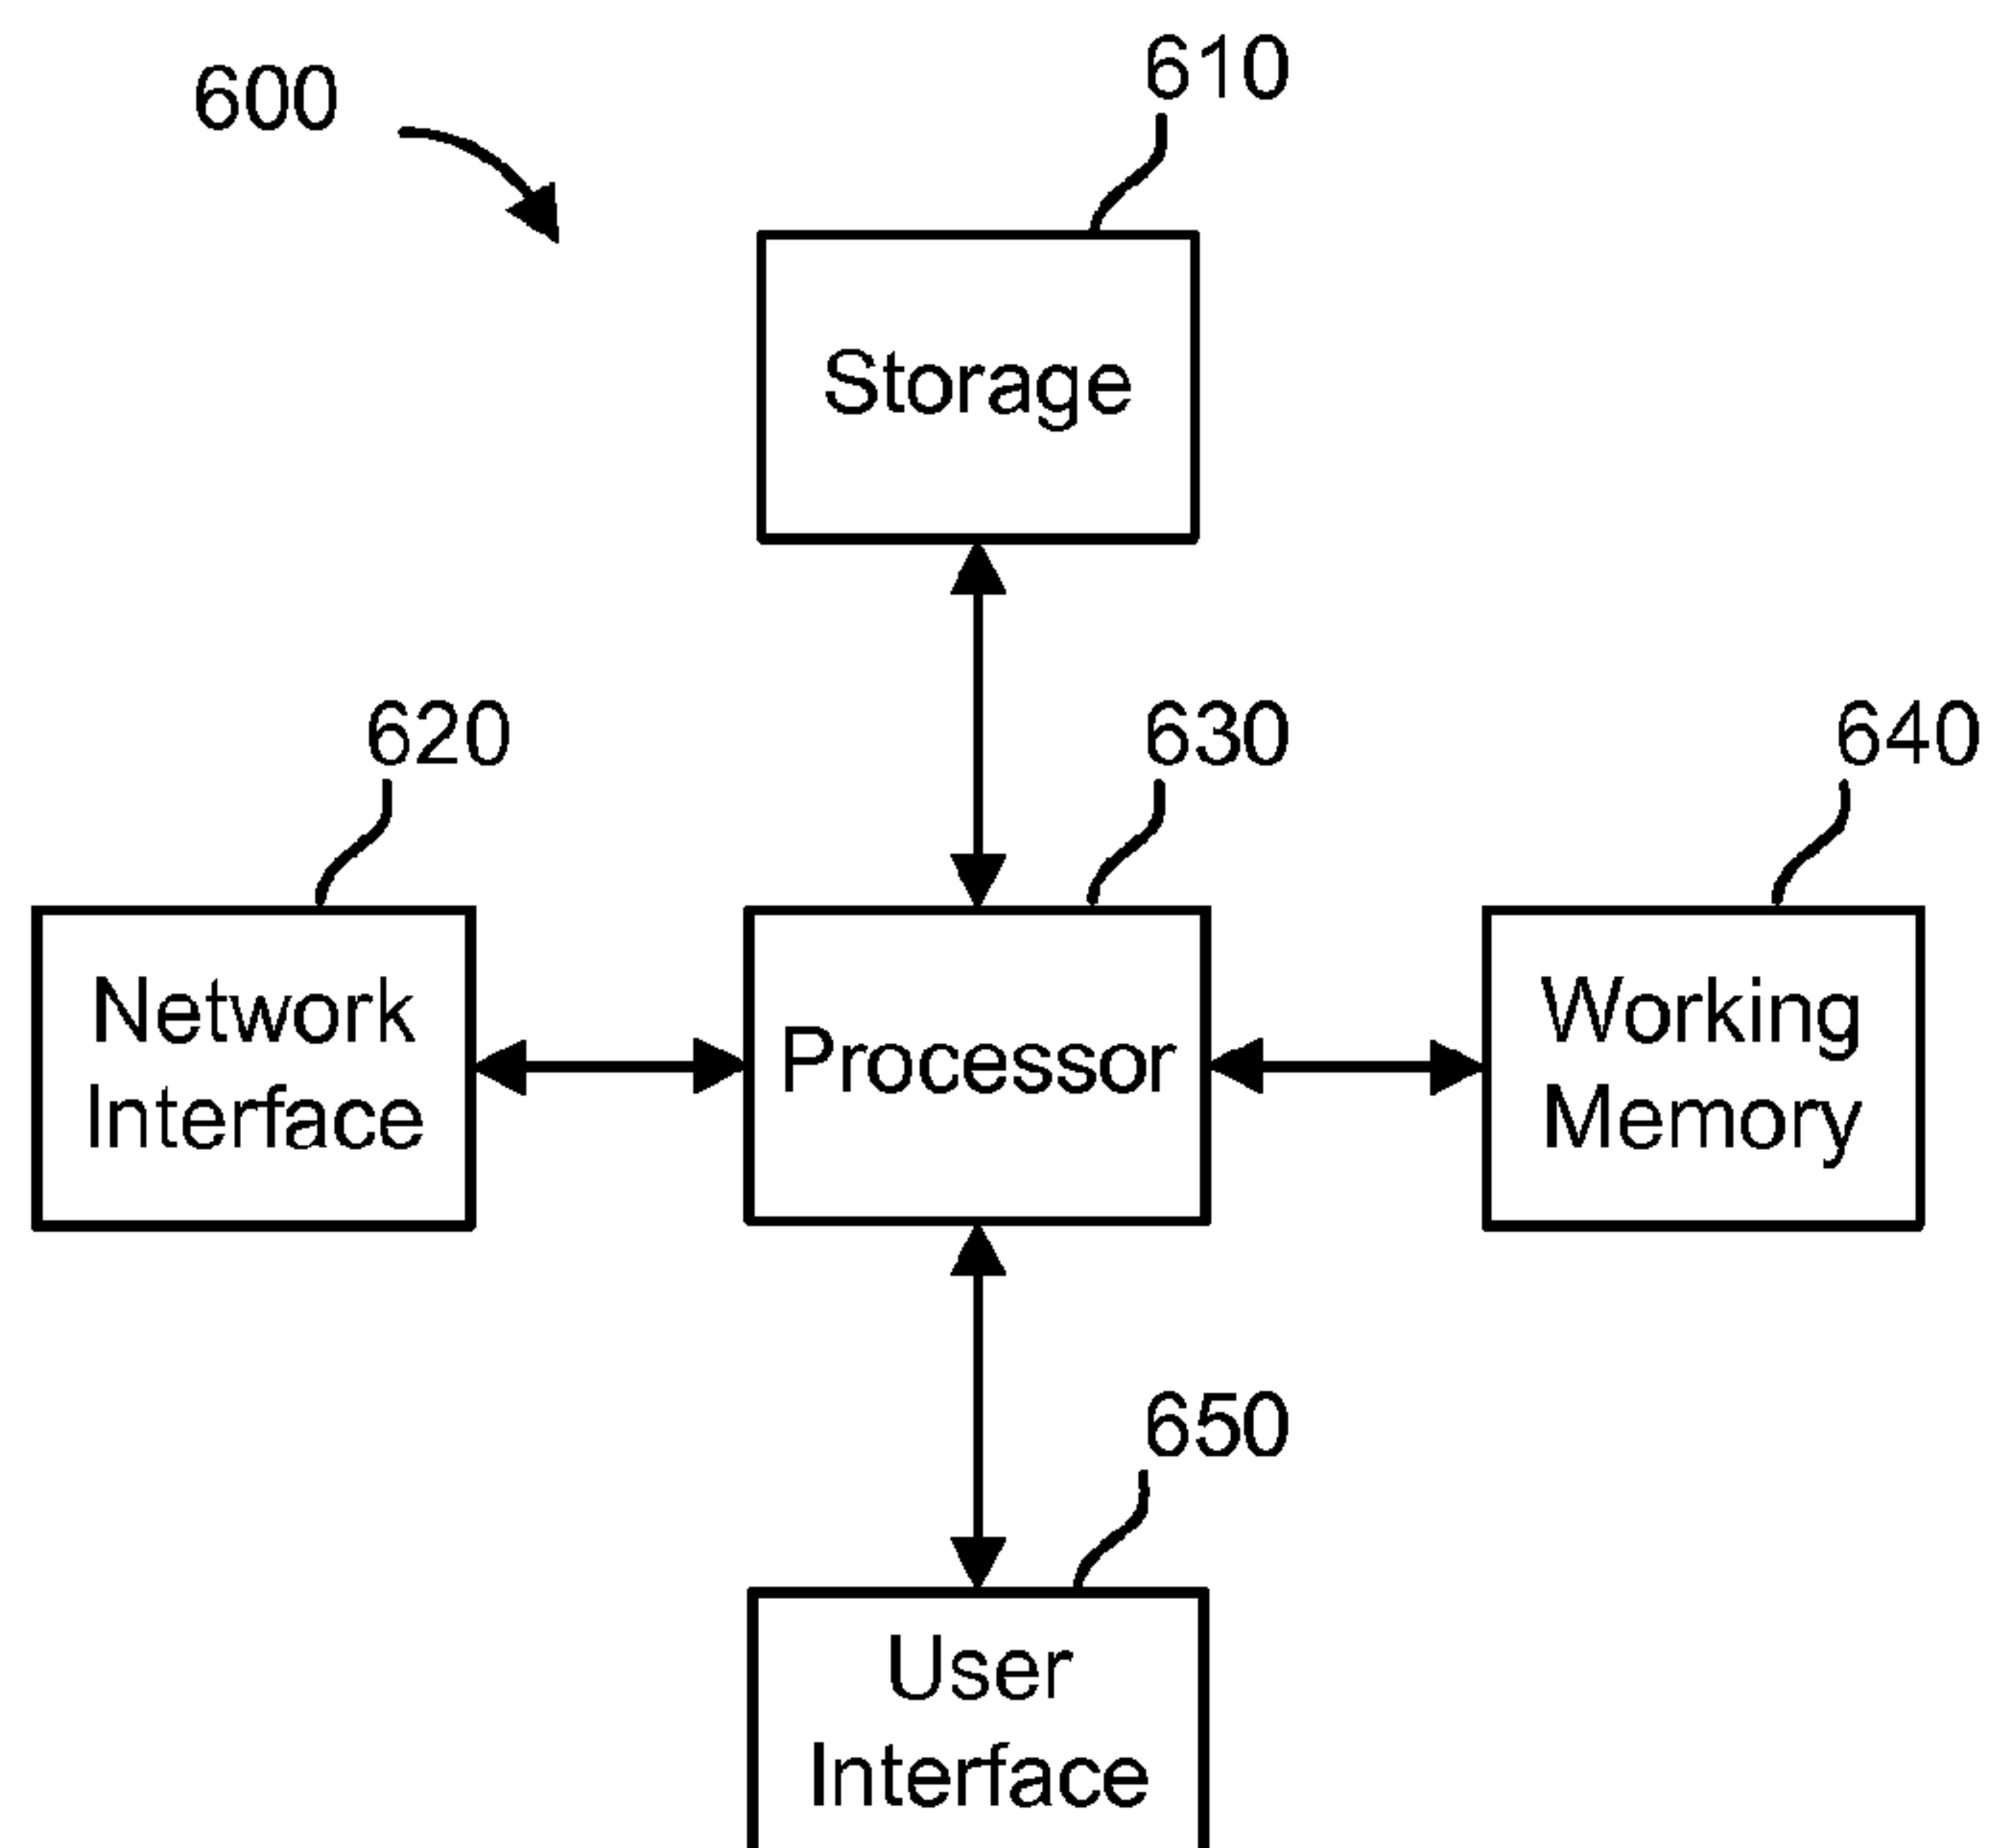 600
610
Storage
620
630
640
Network
Interface
Processor
Working
Memory
650
User
Interface